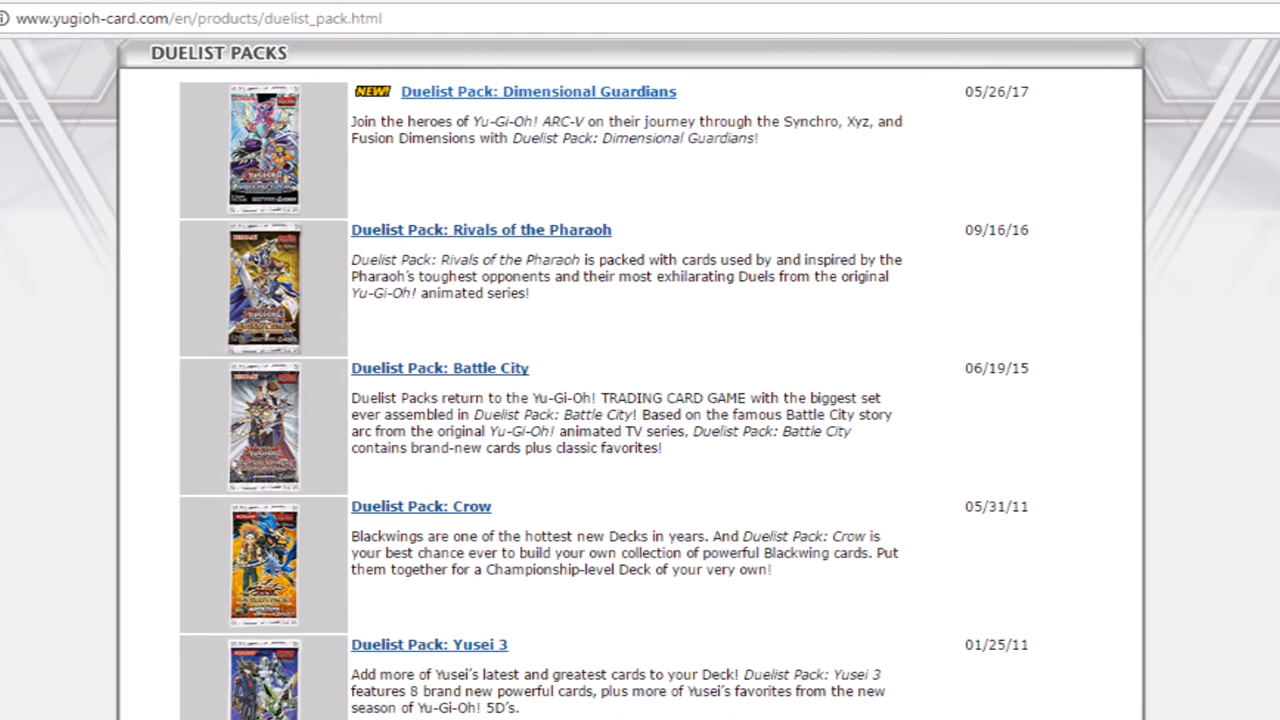 www.yugioh-card.com/en/products/duelist_pack.html
DUELIST PACKS
NEW! Duelist Pack: Dimensional Guardians 05/26/17
Join the heroes of Yu-Gi-Oh! ARC-V on their journey through the Synchro, Xyz, and
Fusion Dimensions with Duelist Pack: Dimensional Guardians!
Duelist Pack: Rivals of the Pharaoh 09/16/16
Duelist Pack: Rivals of the Pharaoh is packed with cards used by and inspired by the
Pharaoh's toughest opponents and their most exhilarating Duels from the original
Yu-Gi-Oh! animated series!
Duelist Pack: Battle City 06/19/15
Duelist Packs return to the Yu-Gi-Oh! TRADING CARD GAME with the biggest set
ever assembled in Duelist Pack: Battle City! Based on the famous Battle City story
arc from the original Yu-Gi-Oh! animated TV series, Duelist Pack: Battle City
contains brand-new cards plus classic favorites!
Duelist Pack: Crow 05/31/11
Blackwings are one of the hottest new Decks in years. And Duelist Pack: Crow is
your best chance ever to build your own collection of powerful Blackwing cards. Put
them together for a Championship-level Deck of your very own!
Duelist Pack: Yusei 3 01/25/11
Add more of Yusei's latest and greatest cards to your Deck! Duelist Pack: Yusei 3
features 8 brand new powerful cards, plus more of Yusei's favorites from the new
season of Yu-Gi-Oh! 5D's.